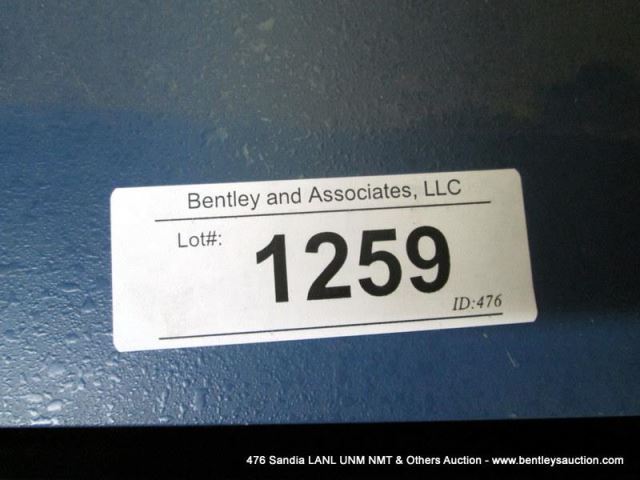 Bentley and Associates, LLC
Lot#:
1259
ID:476
476 Sandia LANL UNM NMT & Others Auction - www.bentleysauction.com